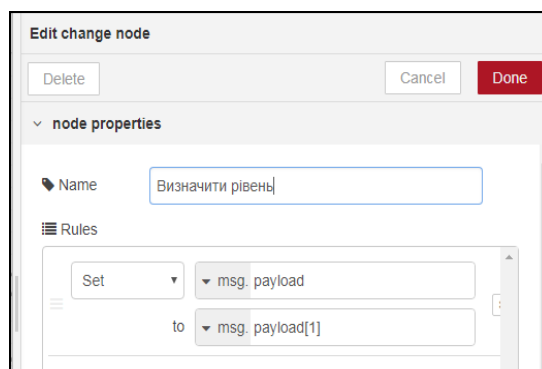 Edit change node
Delete Cancel Done
node properties
Name Визначити рівень
Rules
Set msg. payload
to msg. payload[1]